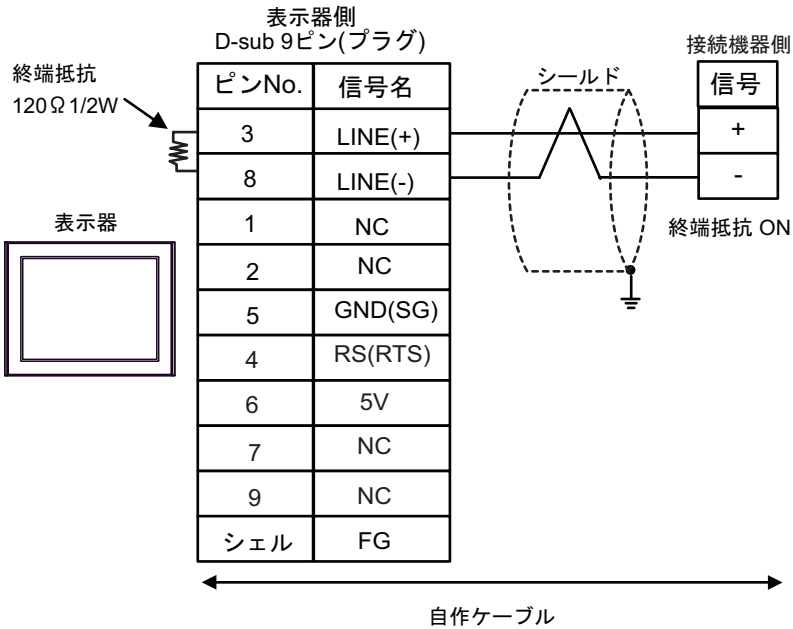 表示器側
D-sub 9ピン(プラグ)
接続機器側
終端抵抗
120Ω1/2W
ピンNo. 信号名
シールド
信号
3 LINE(+)
+
8 LINE(-)
-
表示器
1 NC
終端抵抗 ON
2 NC
5 GND(SG)
4 RS(RTS)
6 5V
7 NC
9 NC
シェル FG
自作ケーブル